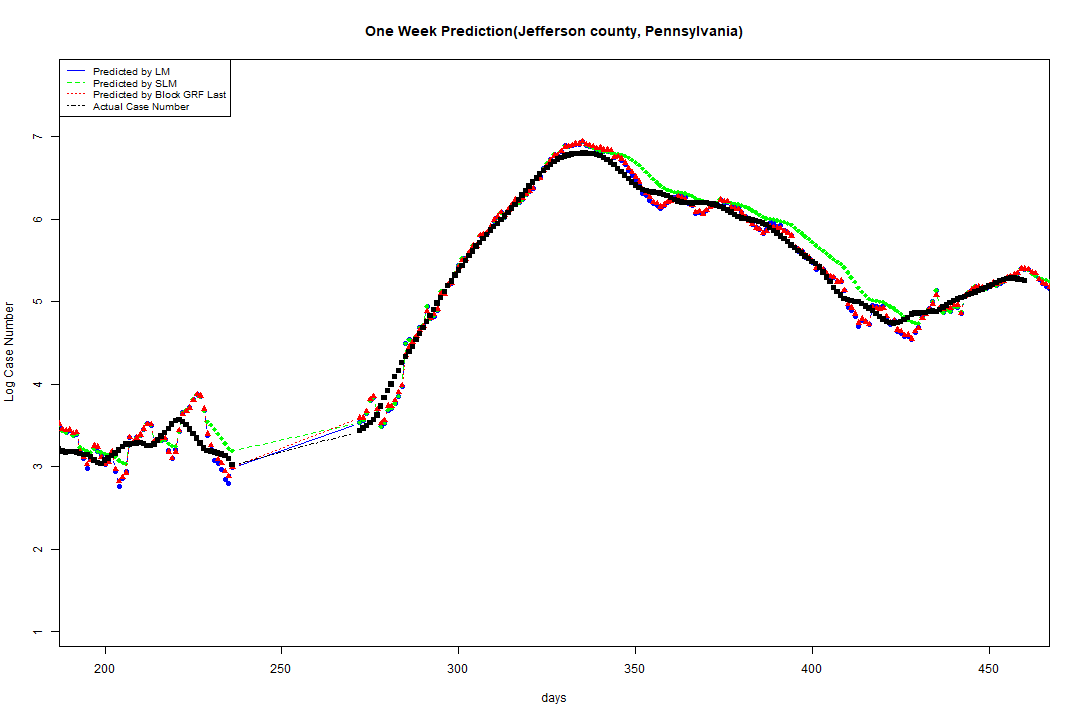 One Week Prediction(Jefferson county, Pennsylvania)
Predicted by LM
Predicted by SLM
Predicted by Block GRF Last
Actual Case Number
7
6
5
4
3
2
1
Log Case Number
200 250 300 350 400 450
days